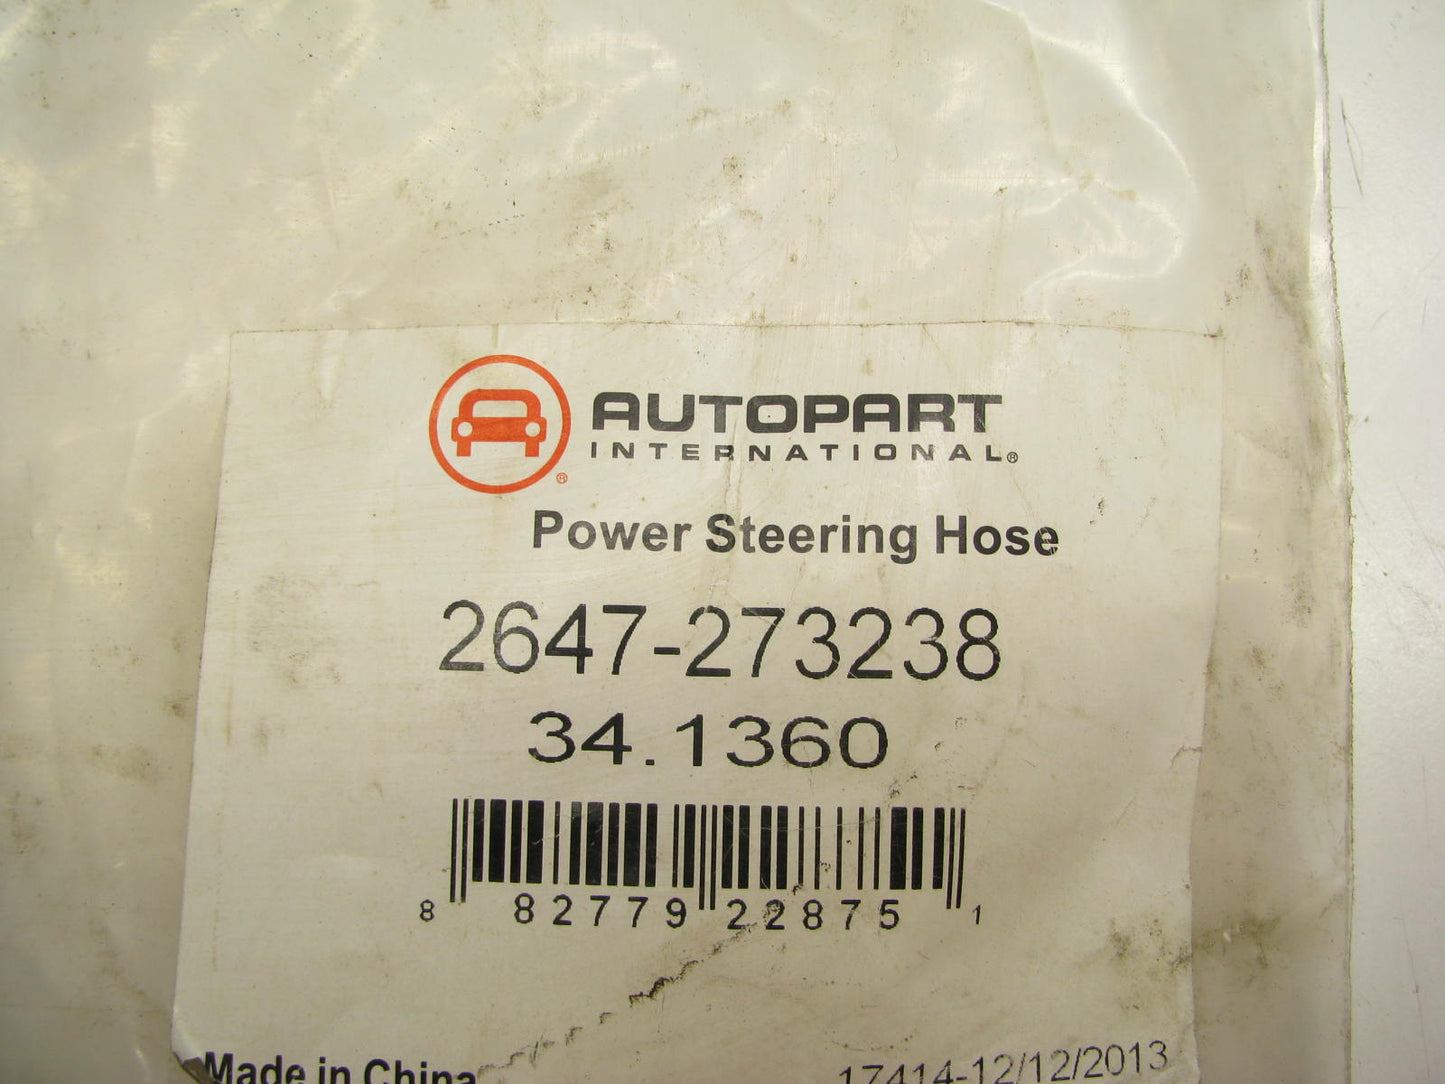 AUTOPART
INTERNATIONAL®
®
Power Steering Hose
2647-273238
34.1360
8 82779 22875 1
Made in China
17414-12/12/2013